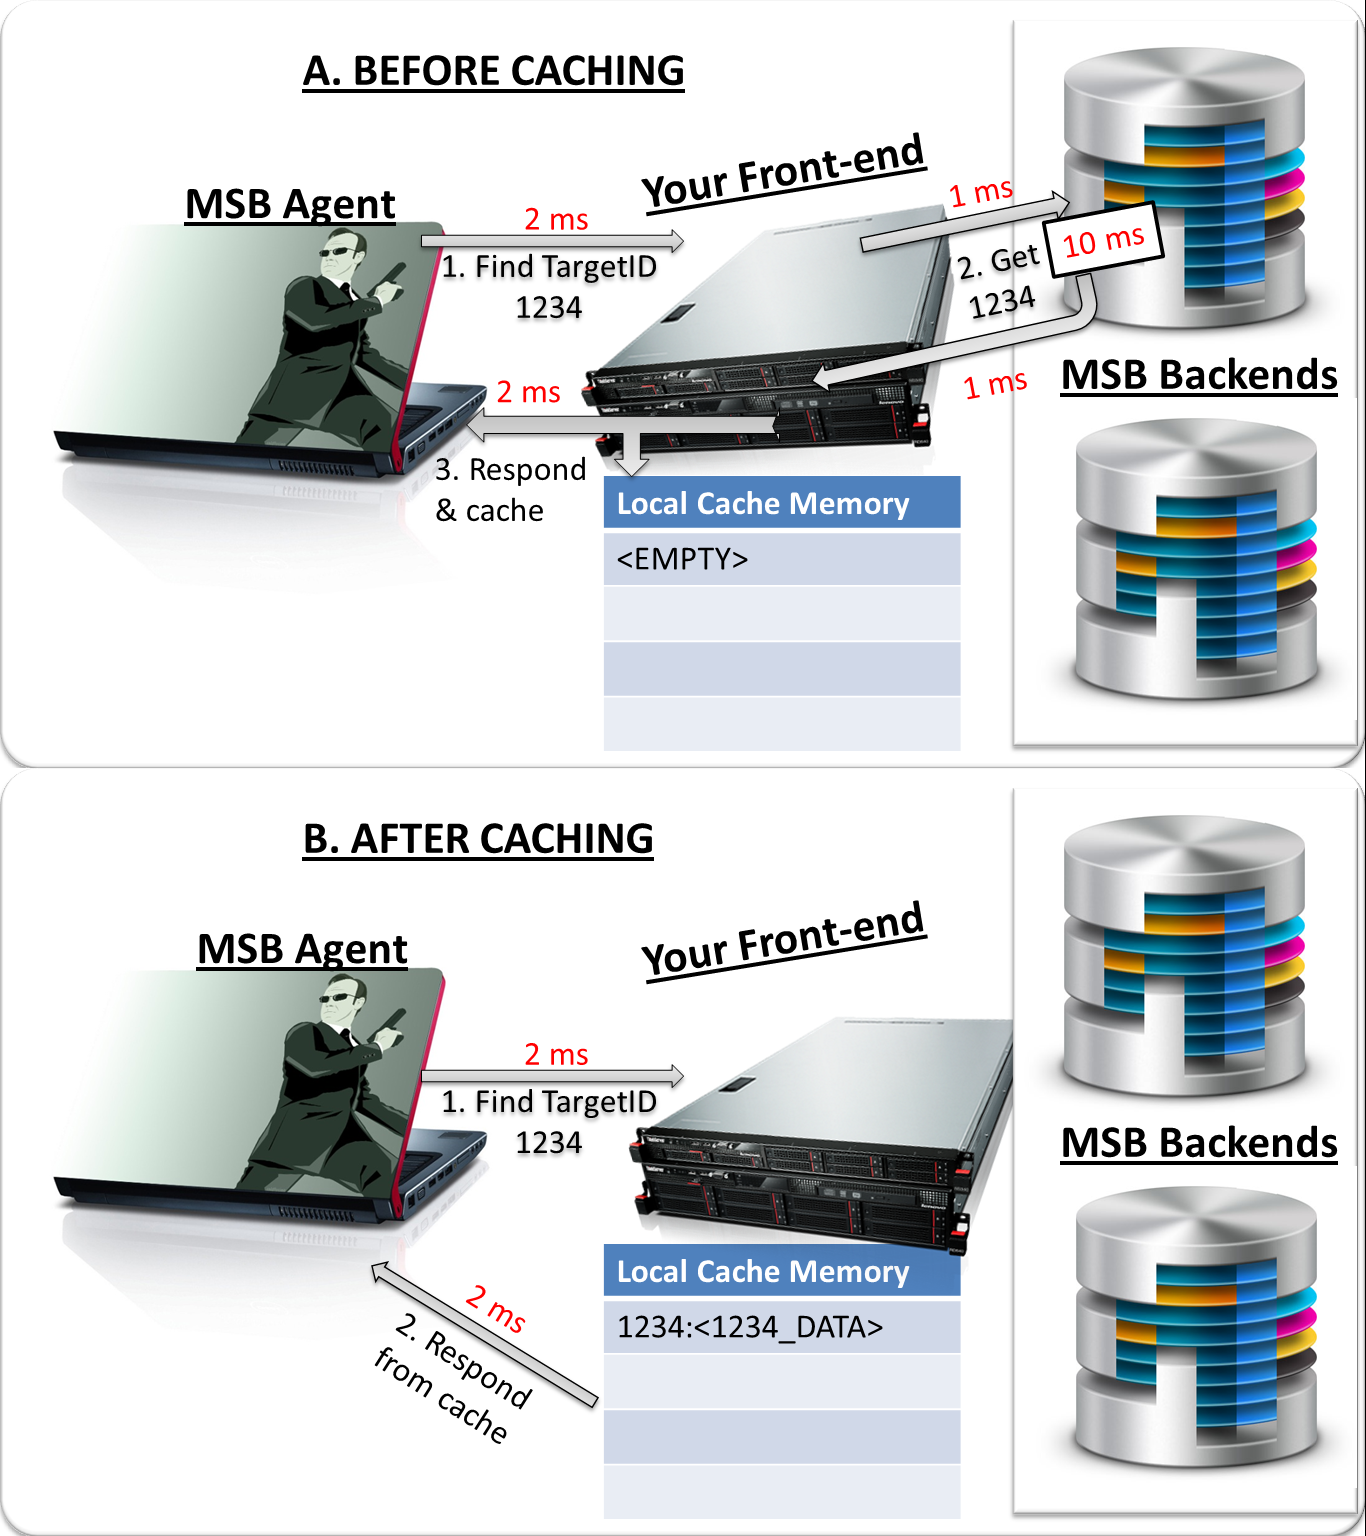 A. BEFORE CACHING
MSB Agent
Your Front-end
2 ms
1. Find TargetID
1234
1 ms
2. Get
1234
10 ms
1 ms
MSB Backends
2 ms
3. Respond
& cache
Local Cache Memory
<EMPTY>
B. AFTER CACHING
MSB Agent
Your Front-end
2 ms
1. Find TargetID
1234
MSB Backends
2 ms
2. Respond
from cache
Local Cache Memory
1234:<1234_DATA>